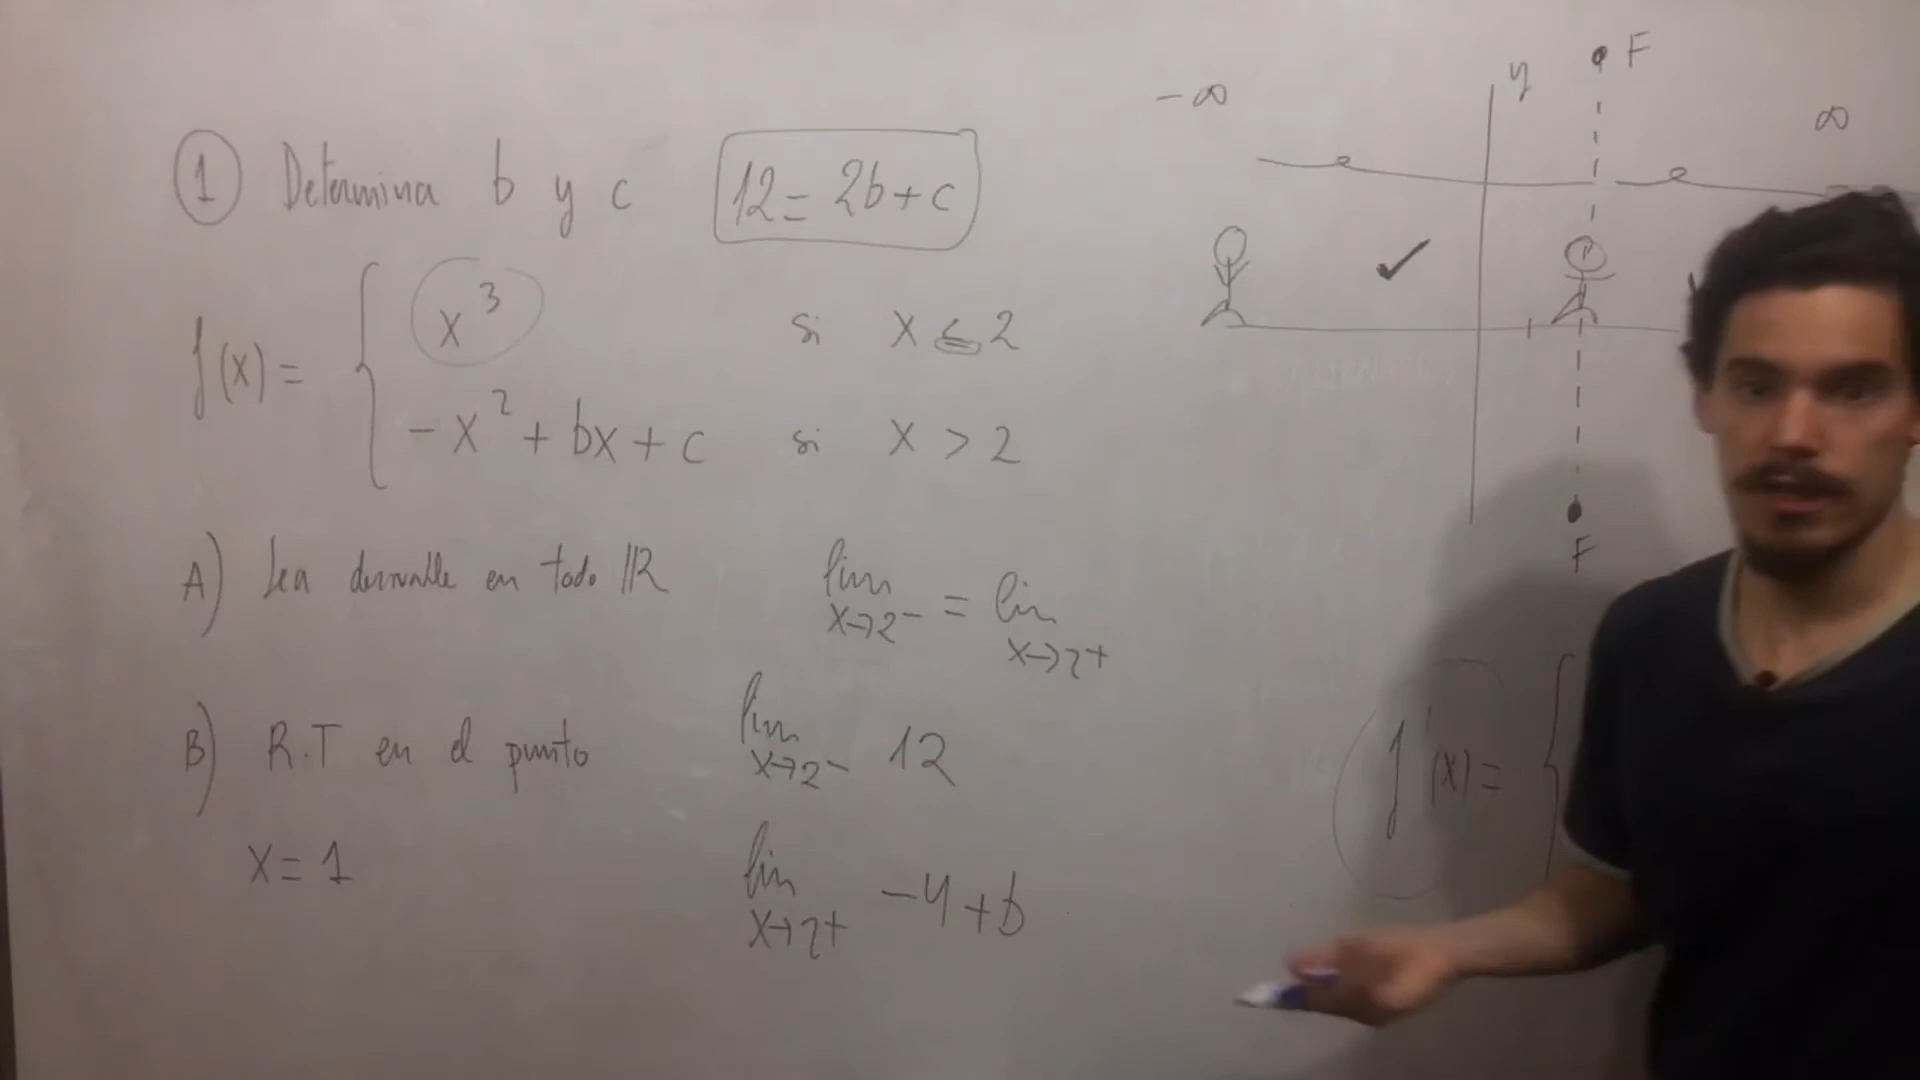 1 Determina b y c
12 = 2b + c
f(x) = { x³ si x ≤ 2
-x² + bx + c si x > 2
A) Sea derivable en todo ℝ
lim x→2⁻ = lim x→2⁺
B) R.T en el punto
x = 1
lim x→2⁻ 12
lim x→2⁺ -4 + b
-∞
y
F
∞
F
f'(x) = {